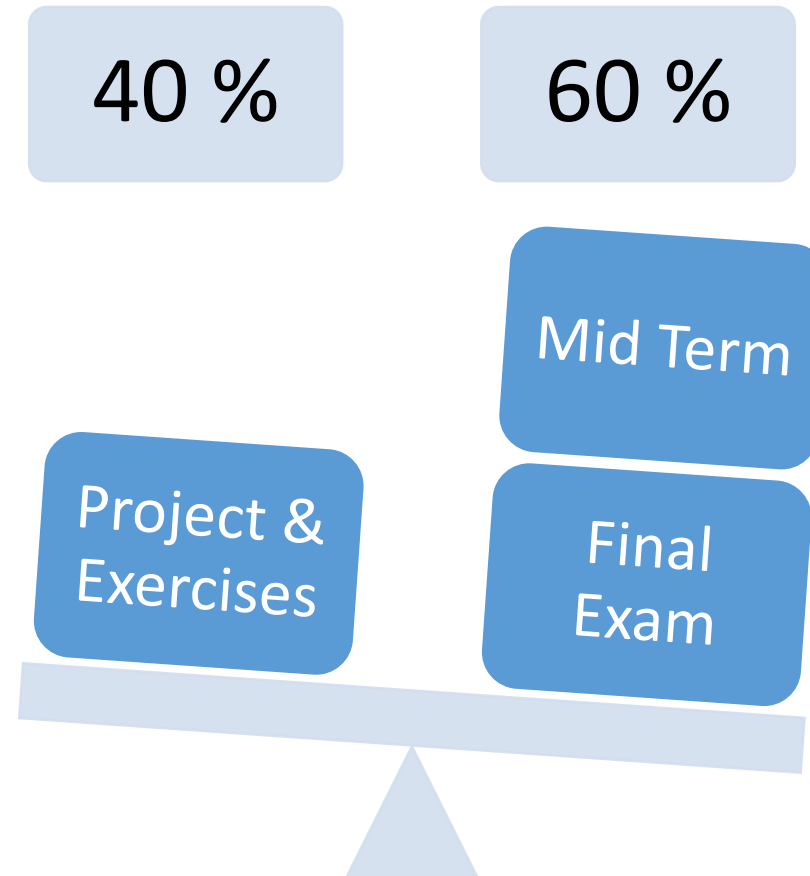 40 %
60 %
Mid Term
Project &
Exercises
Final
Exam